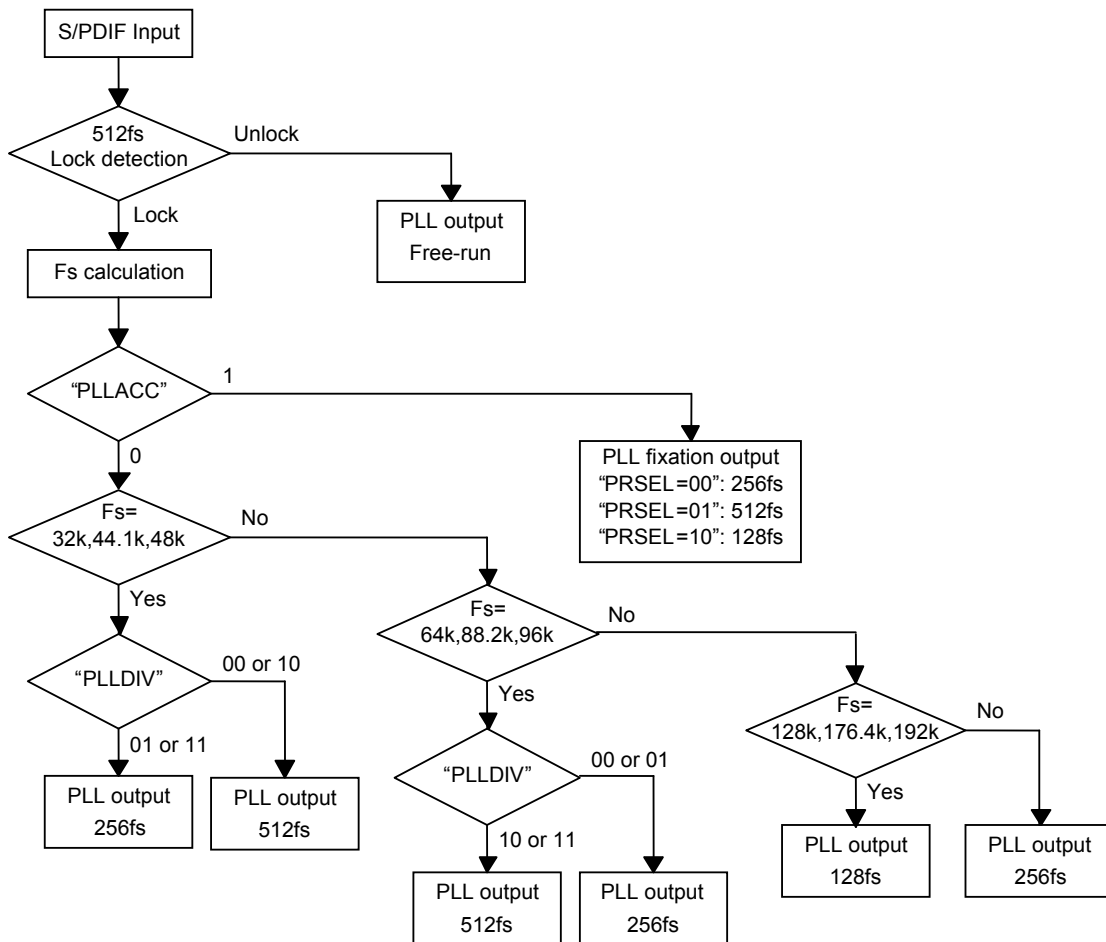 S/PDIF Input
512fs
Lock detection
Unlock
Lock
PLL output
Free-run
Fs calculation
“PLLACC”
1
0
PLL fixation output
“PRSEL=00”: 256fs
“PRSEL=01”: 512fs
“PRSEL=10”: 128fs
Fs=
32k,44.1k,48k
No
Yes
Fs=
64k,88.2k,96k
No
Yes
“PLLDIV”
00 or 10
01 or 11
Fs=
128k,176.4k,192k
No
Yes
“PLLDIV”
00 or 01
10 or 11
PLL output
256fs
PLL output
512fs
PLL output
128fs
PLL output
256fs
PLL output
512fs
PLL output
256fs